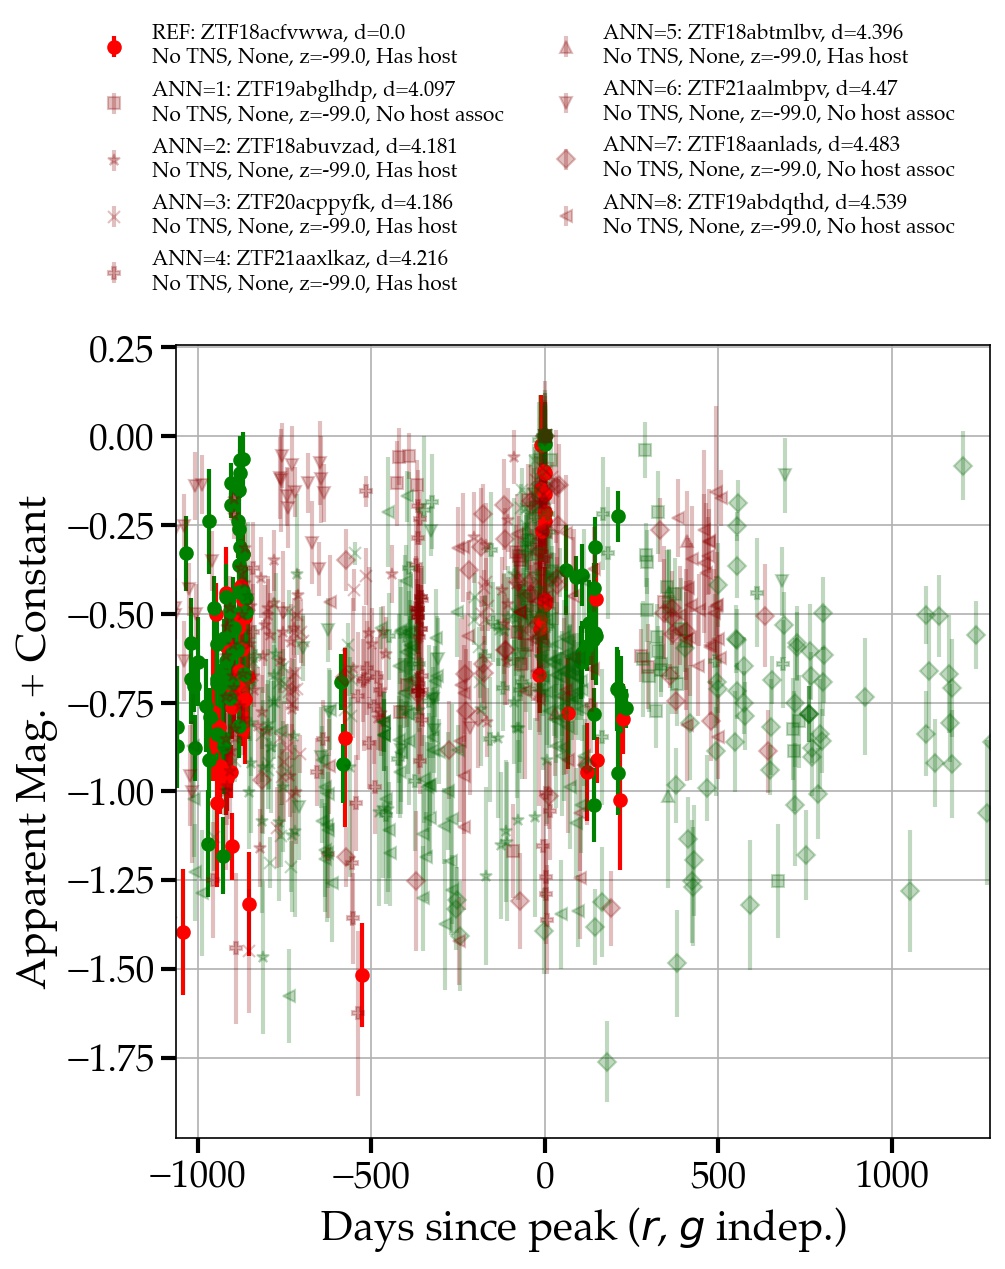 REF: ZTF18acfvwwa, d=0.0
No TNS, None, z=-99.0, Has host
ANN=1: ZTF19abglhdp, d=4.097
No TNS, None, z=-99.0, No host assoc
ANN=2: ZTF18abuvzad, d=4.181
No TNS, None, z=-99.0, Has host
ANN=3: ZTF20acppyfk, d=4.186
No TNS, None, z=-99.0, Has host
ANN=4: ZTF21aaxlkaz, d=4.216
No TNS, None, z=-99.0, Has host
ANN=5: ZTF18abtmlbv, d=4.396
No TNS, None, z=-99.0, Has host
ANN=6: ZTF21aalmbpv, d=4.47
No TNS, None, z=-99.0, No host assoc
ANN=7: ZTF18aanlads, d=4.483
No TNS, None, z=-99.0, No host assoc
ANN=8: ZTF19abdqthd, d=4.539
No TNS, None, z=-99.0, No host assoc
Apparent Mag. + Constant
0.25
0.00
−0.25
−0.50
−0.75
−1.00
−1.25
−1.50
−1.75
−1000
−500
0
500
1000
Days since peak (r, g indep.)